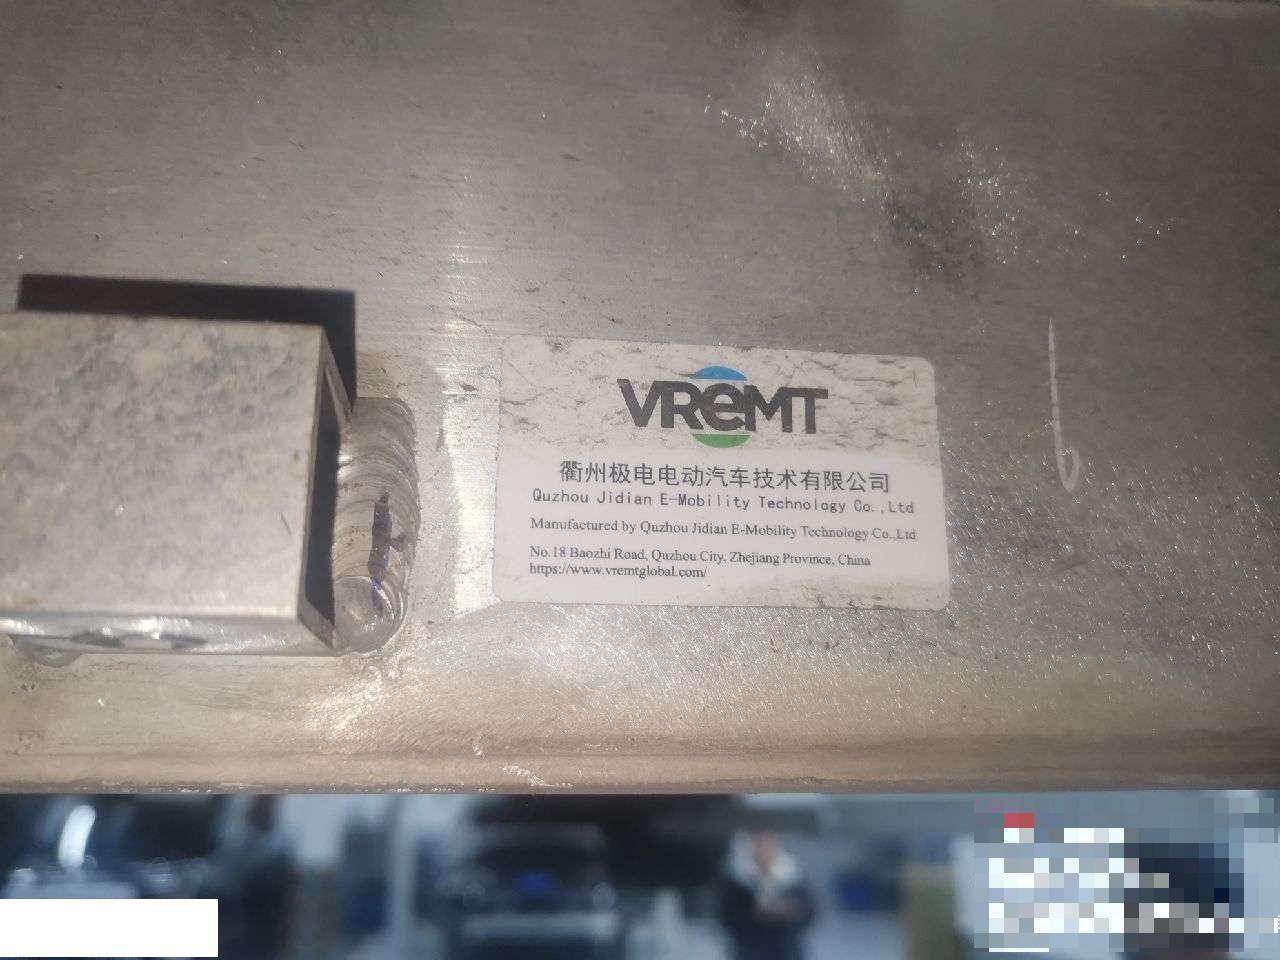 VReMT
衢州极电电动汽车技术有限公司
Quzhou Jidian E-Mobility Technology Co.,Ltd
Manufactured by Quzhou Jidian E-Mobility Technology Co.,Ltd
No.18 Baozhi Road, Quzhou City, Zhejiang Province, China
https://www.vremtglobal.com/